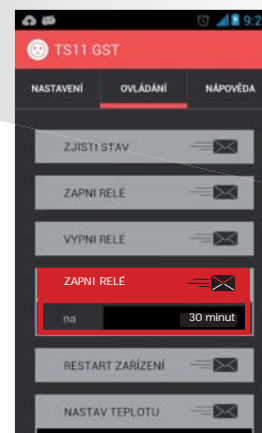 9:2
TS11 GST
NASTAVENÍ OVLÁDÁNÍ NÁPOVĚDA
ZJISTI STAV
ZAPNI RELÉ
VYPNI RELÉ
ZAPNI RELÉ
na 30 minut
RESTART ZAŘÍZENÍ
NASTAV TEPLOTU